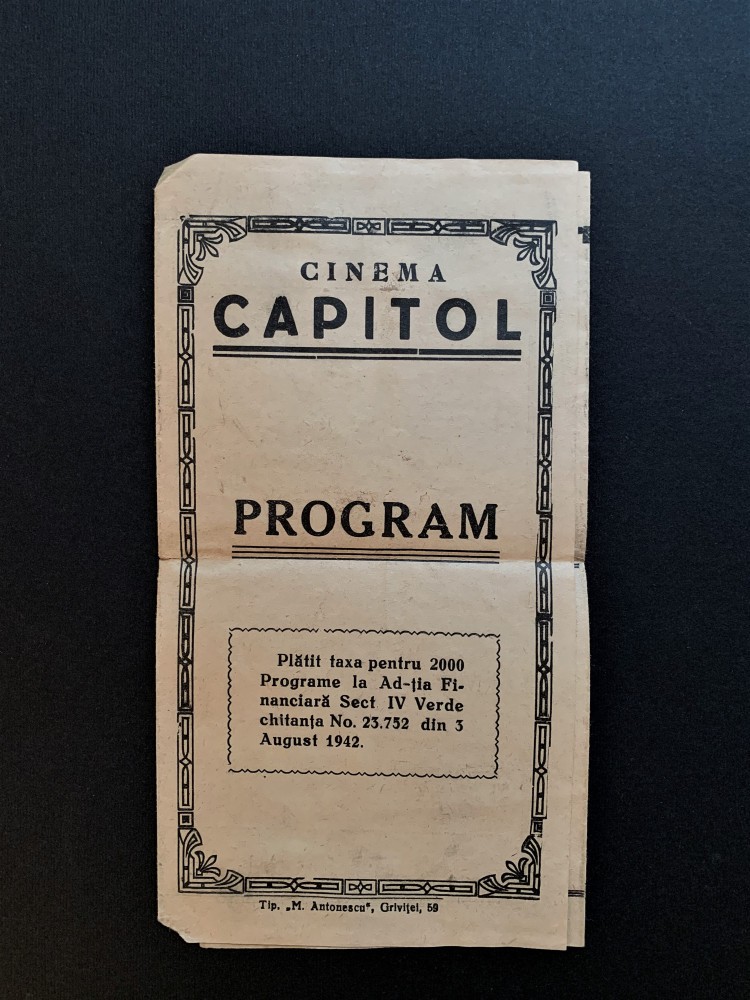 CINEMA
CAPITOL
PROGRAM
Plătit taxa pentru 2000
Programe la Ad-ția Fi-
nanciară Sect IV Verde
chitanța No. 23.752 din 3
August 1942.
Tip. „M. Antonescu“, Griviței, 59